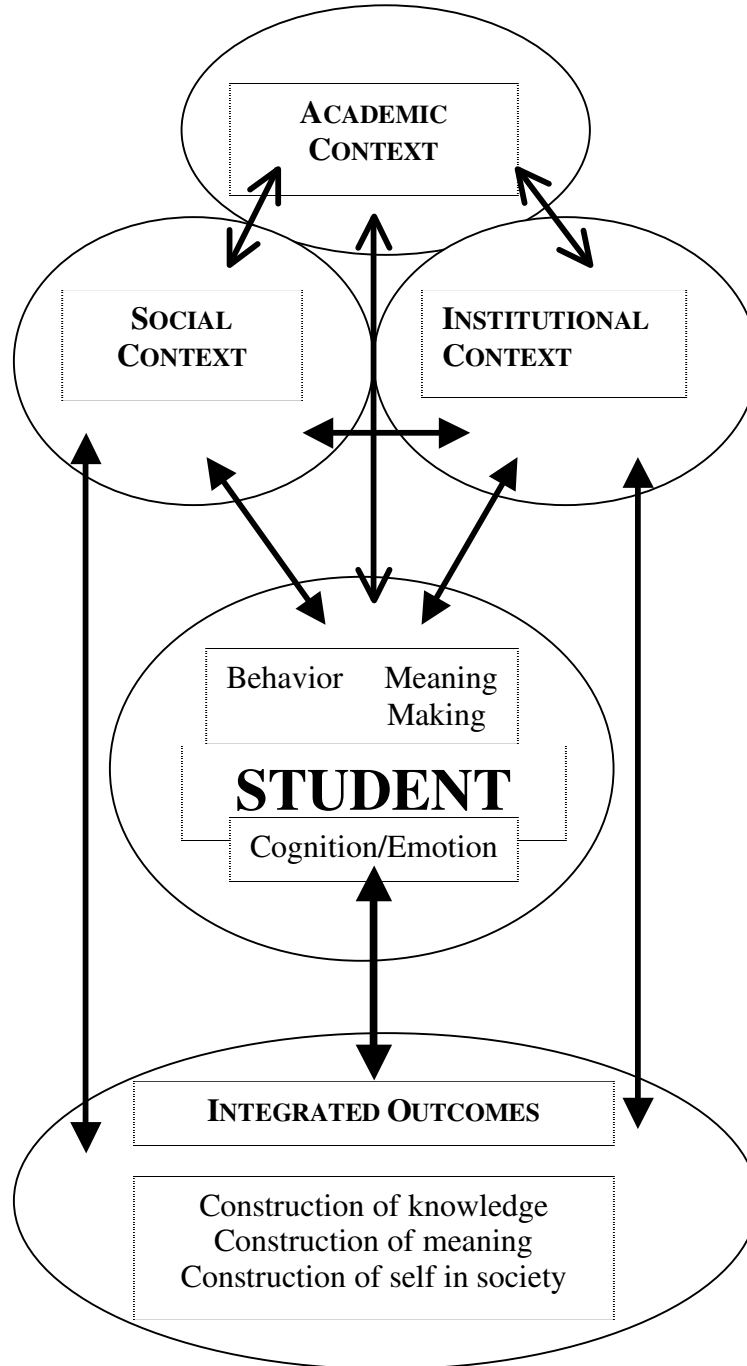 ACADEMIC
CONTEXT
SOCIAL
CONTEXT
INSTITUTIONAL
CONTEXT
Behavior Meaning
Making
STUDENT
Cognition/Emotion
INTEGRATED OUTCOMES
Construction of knowledge
Construction of meaning
Construction of self in society